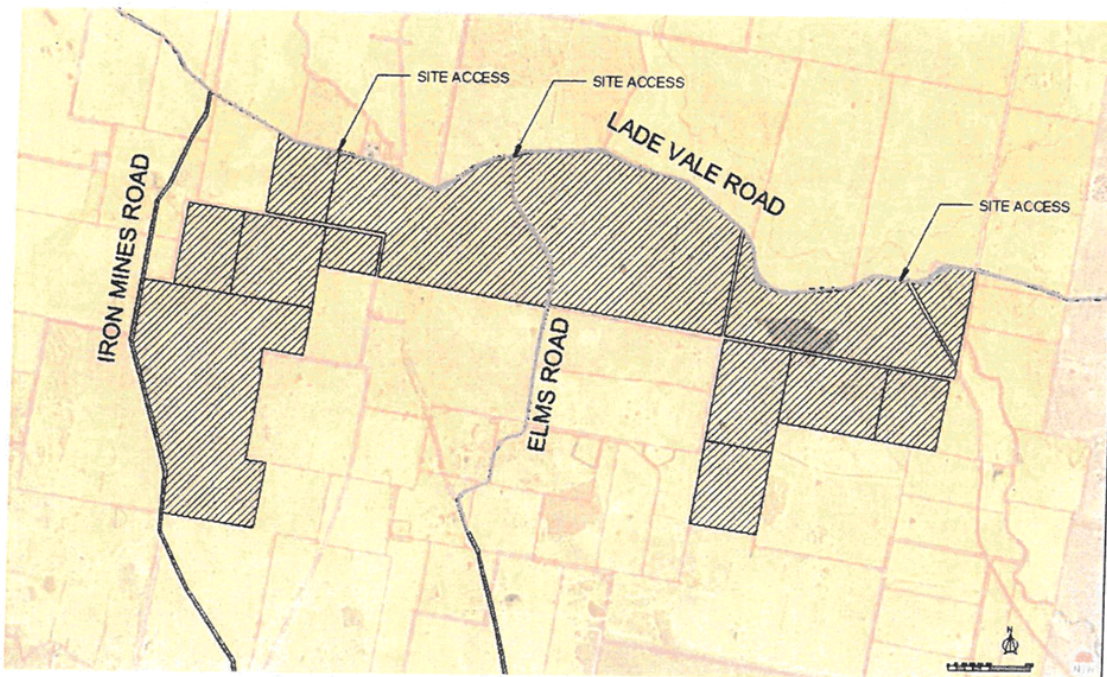 SITE ACCESS
SITE ACCESS
LADE VALE ROAD
SITE ACCESS
IRON MINES ROAD
ELMS ROAD
N